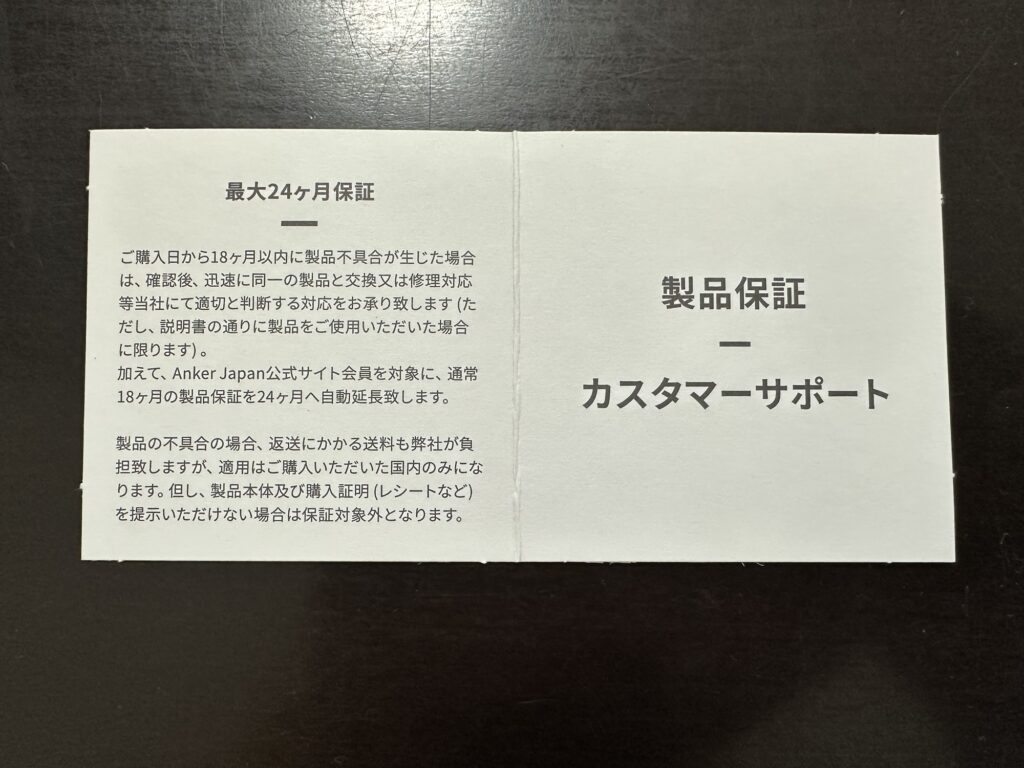 最大24ヶ月保証
ご購入日から18ヶ月以内に製品不具合が生じた場合
は、確認後、迅速に同一の製品と交換又は修理対応
等当社にて適切と判断する対応をお承り致します (た
だし、説明書の通りに製品をご使用いただいた場合
に限ります) 。
加えて、Anker Japan公式サイト会員を対象に、通常
18ヶ月の製品保証を24ヶ月へ自動延長致します。
製品の不具合の場合、返送にかかる送料も弊社が負
担致しますが、適用はご購入いただいた国内のみにな
ります。但し、製品本体及び購入証明 (レシートなど)
を提示いただけない場合は保証対象外となります。
製品保証
カスタマーサポート